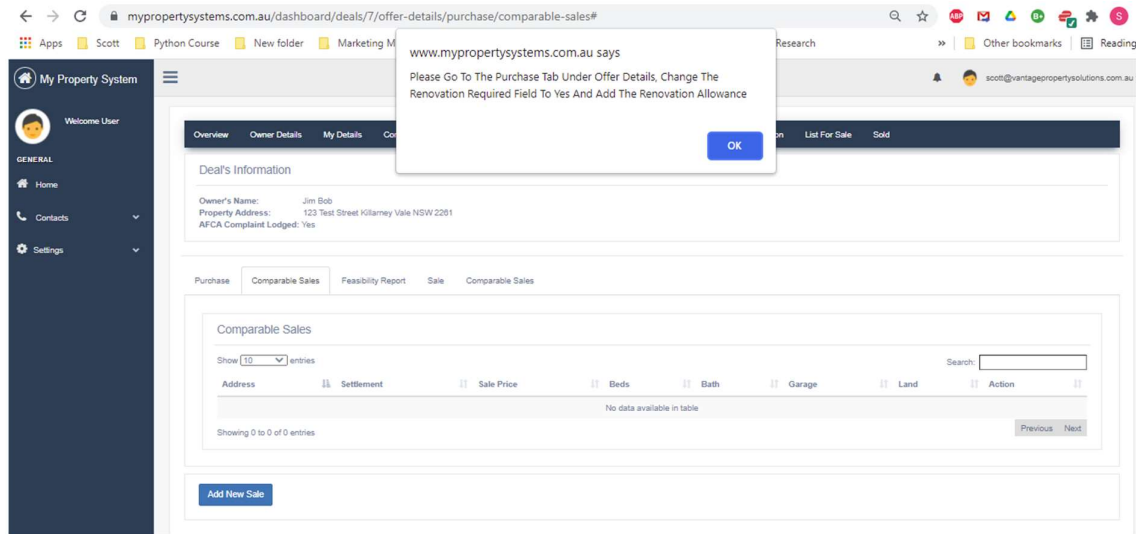 mypropertysystems.com.au/dashboard/deals/7/offer-details/purchase/comparable-sales#
ABP
S
Apps Scott Python Course New folder Marketing M Research » Other bookmarks Reading
www.mypropertysystems.com.au says
Please Go To The Purchase Tab Under Offer Details, Change The
Renovation Required Field To Yes And Add The Renovation Allowance
OK
My Property System
scott@vantagepropertysolutions.com.au
Welcome User
GENERAL
Home
Contacts
Settings
Overview Owner Details My Details Co on List For Sale Sold
Deal's Information
Owner's Name: Jim Bob
Property Address: 123 Test Street Killarney Vale NSW 2261
AFCA Complaint Lodged: Yes
Purchase Comparable Sales Feasibility Report Sale Comparable Sales
Comparable Sales
Show 10 entries Search:
Address Settlement Sale Price Beds Bath Garage Land Action
No data available in table
Showing 0 to 0 of 0 entries Previous Next
Add New Sale